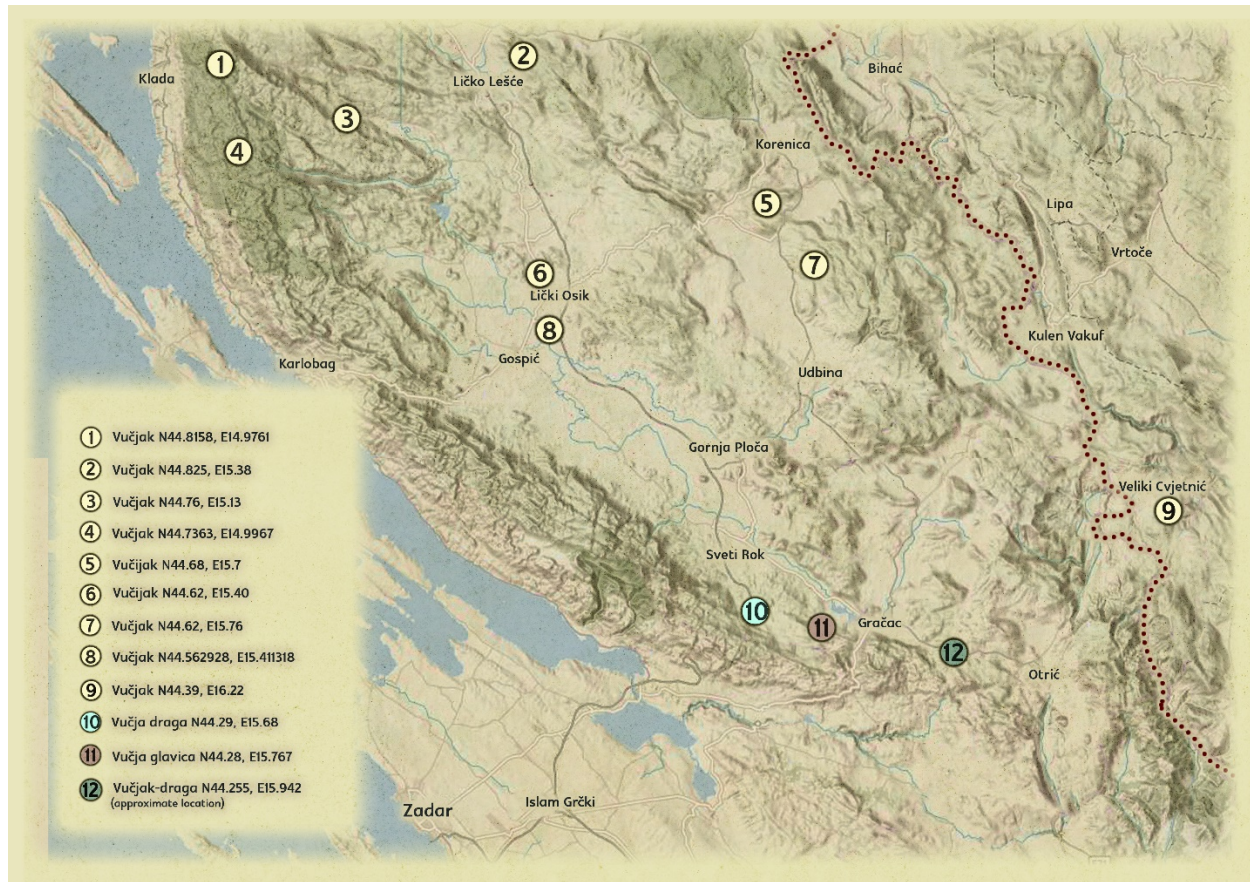 1
2
Klada
Ličko Lešće
Bihać
3
4
Korenica
5
Lipa
Vrtoče
6
7
Lički Osik
8
Gospić
Kulen Vakuf
Karlobag
Udbina
Gornja Ploča
Veliki Cvjetnić
9
Sveti Rok
10
11
Gračac
12
Otrić
Zadar
Islam Grčki
1 Vučjak N44.8158, E14.9761
2 Vučjak N44.825, E15.38
3 Vučjak N44.76, E15.13
4 Vučjak N44.7363, E14.9967
5 Vučijak N44.68, E15.7
6 Vučijak N44.62, E15.40
7 Vučjak N44.62, E15.76
8 Vučjak N44.562928, E15.411318
9 Vučjak N44.39, E16.22
10 Vučja draga N44.29, E15.68
11 Vučja glavica N44.28, E15.767
12 Vučjak-draga N44.255, E15.942
(approximate location)